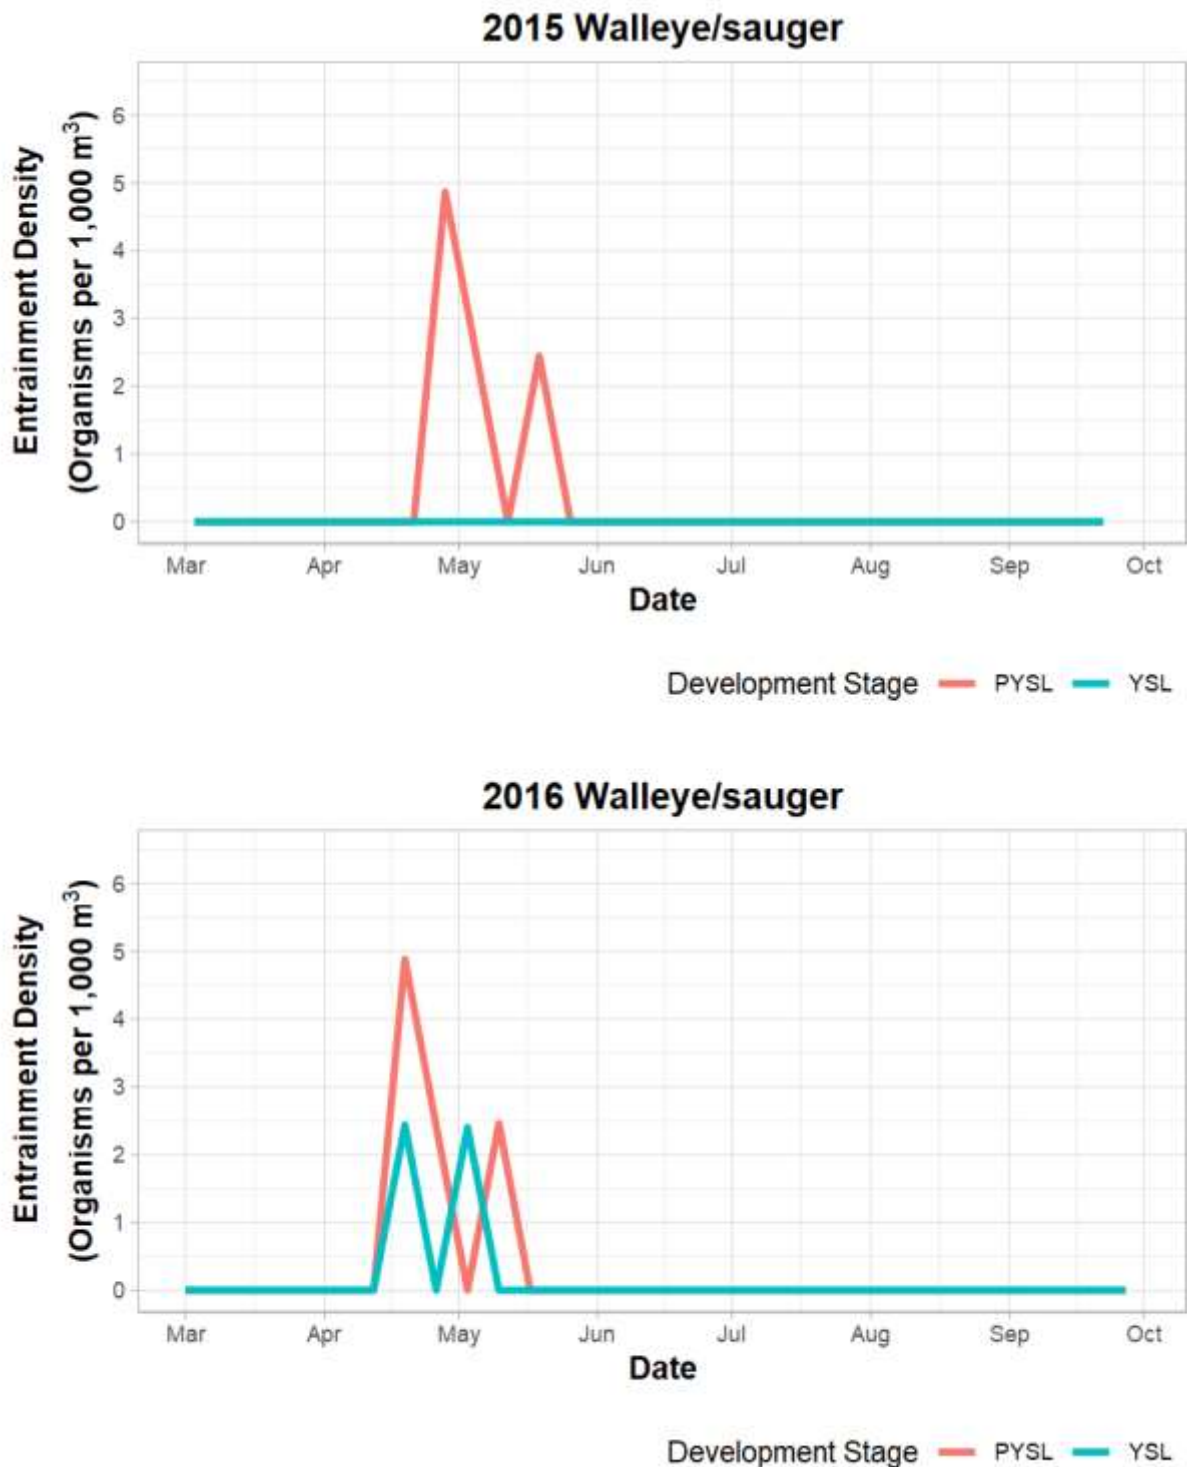 2015 Walleye/sauger
Entrainment Density
(Organisms per 1,000 m³)
6
5
4
3
2
1
0
Mar Apr May Jun Jul Aug Sep Oct
Date
Development Stage PYSL YSL
2016 Walleye/sauger
Entrainment Density
(Organisms per 1,000 m³)
6
5
4
3
2
1
0
Mar Apr May Jun Jul Aug Sep Oct
Date
Development Stage PYSL YSL